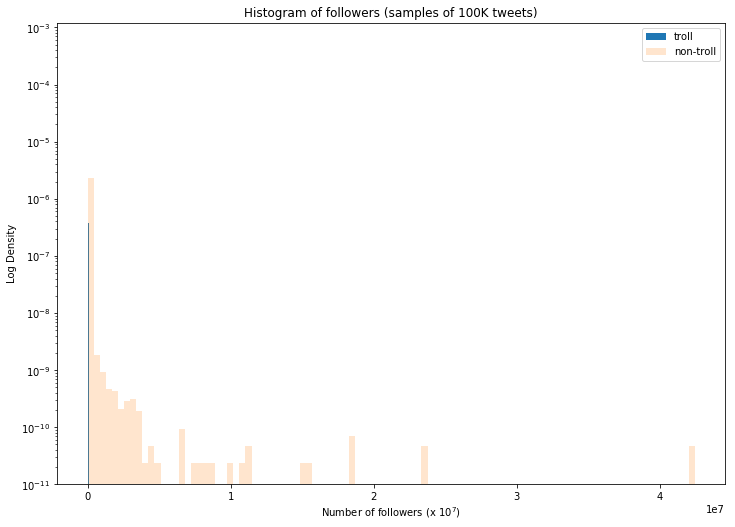 Histogram of followers (samples of 100K tweets)
troll
non-troll
Log Density
10⁻³
10⁻⁴
10⁻⁵
10⁻⁶
10⁻⁷
10⁻⁸
10⁻⁹
10⁻¹⁰
10⁻¹¹
0 1 2 3 4
1e7
Number of followers (x 10⁷)